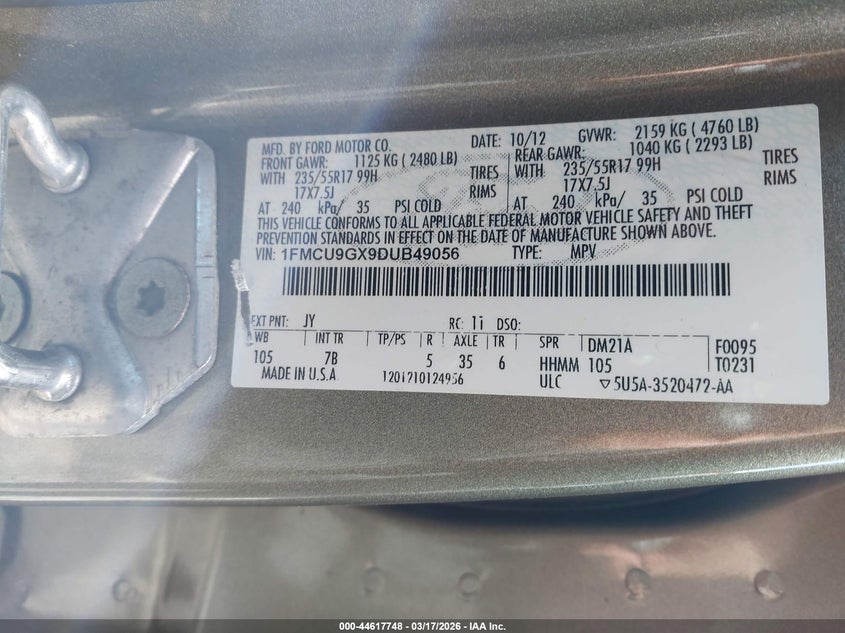 MFD. BY FORD MOTOR CO. DATE: 10/12 GVWR: 2159 KG ( 4760 LB)
FRONT GAWR: 1125 KG ( 2480 LB) REAR GAWR: 1040 KG ( 2293 LB)
WITH 235/55R17 99H TIRES WITH 235/55R17 99H TIRES
17X7.5J RIMS 17X7.5J RIMS
AT 240 kPa/ 35 PSI COLD AT 240 kPa/ 35 PSI COLD
THIS VEHICLE CONFORMS TO ALL APPLICABLE FEDERAL MOTOR VEHICLE SAFETY AND THEFT
PREVENTION STANDARDS IN EFFECT ON THE DATE OF MANUFACTURE SHOWN ABOVE.
VIN: 1FMCU9GX9DUB49056 TYPE: MPV
EXT PNT: JY RC: 11 DSO:
WB INT TR TP/PS R AXLE TR SPR DM21A F0095
105 7B 5 35 6 HHMM 105 T0231
MADE IN U.S.A 1201210124956 ULC ▽5U5A-3520472-AA
000-44617748 — 03/17/2026 — IAA Inc.